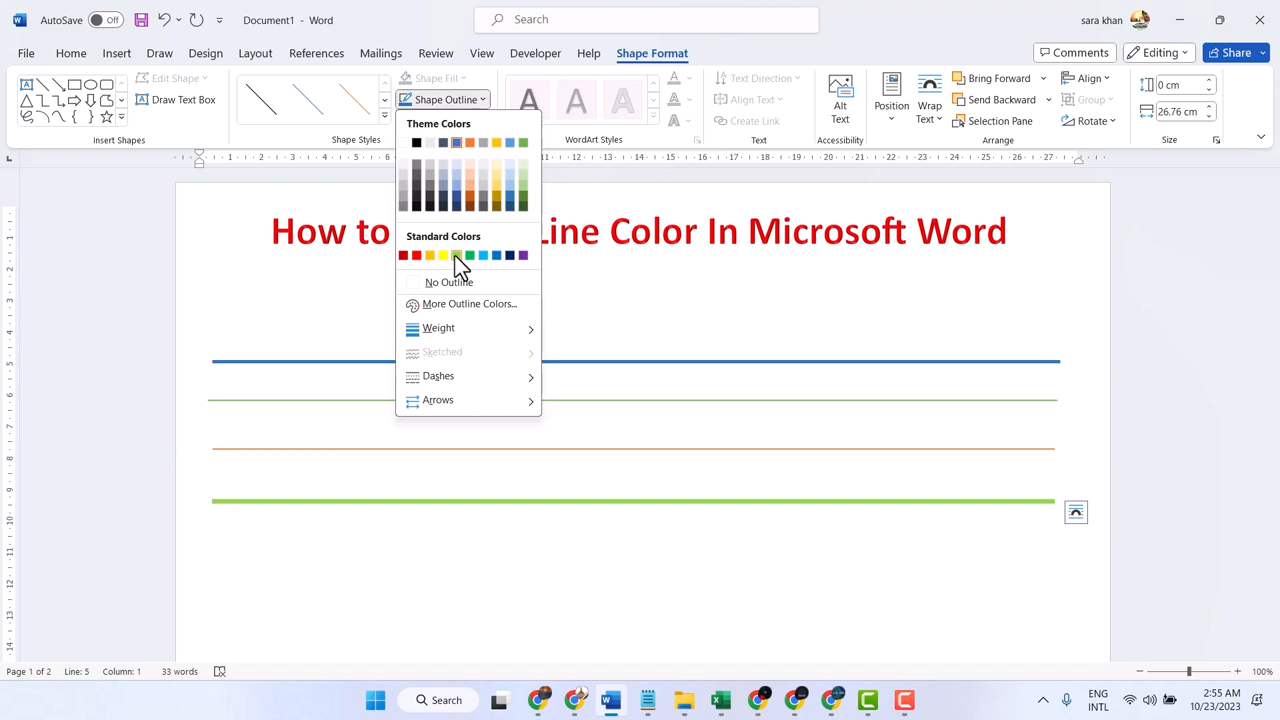 AutoSave Off Document1 - Word Search sara khan
File Home Insert Draw Design Layout References Mailings Review View Developer Help Shape Format Comments Editing Share
Edit Shape
Draw Text Box
Insert Shapes
Shape Styles
Shape Fill
Shape Outline
WordArt Styles
Text Direction
Align Text
Create Link
Text
Alt Text
Accessibility
Position
Wrap Text
Bring Forward
Send Backward
Selection Pane
Align
Group
Rotate
Arrange
0 cm
26.76 cm
Size
Theme Colors
Standard Colors
No Outline
More Outline Colors...
Weight
Sketched
Dashes
Arrows
How to Line Color In Microsoft Word
Page 1 of 2 Line: 5 Column: 1 33 words 100%
Search ENG INTL 2:55 AM 10/23/2023